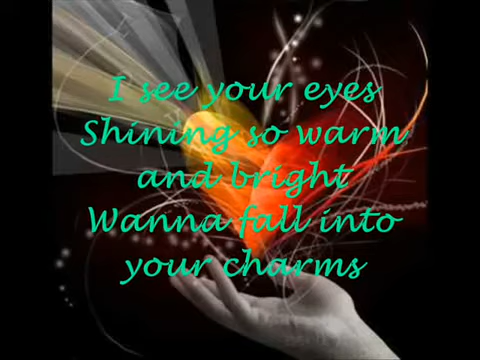 I see your eyes
Shining so warm
and bright
Wanna fall into
your charms